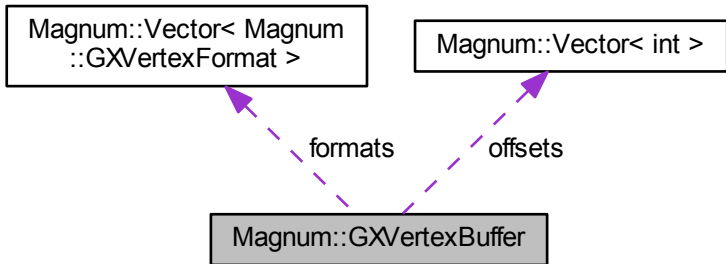 Magnum::Vector< Magnum
::GXVertexFormat >
Magnum::Vector< int >
formats
offsets
Magnum::GXVertexBuffer